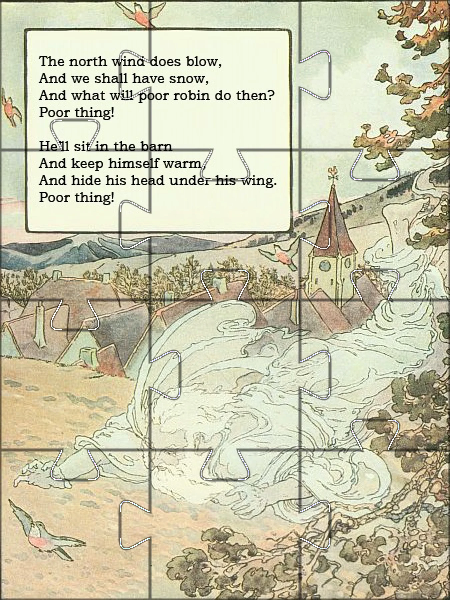 The north wind does blow,
And we shall have snow,
And what will poor robin do then?
Poor thing!
He'll sit in the barn
And keep himself warm
And hide his head under his wing.
Poor thing!